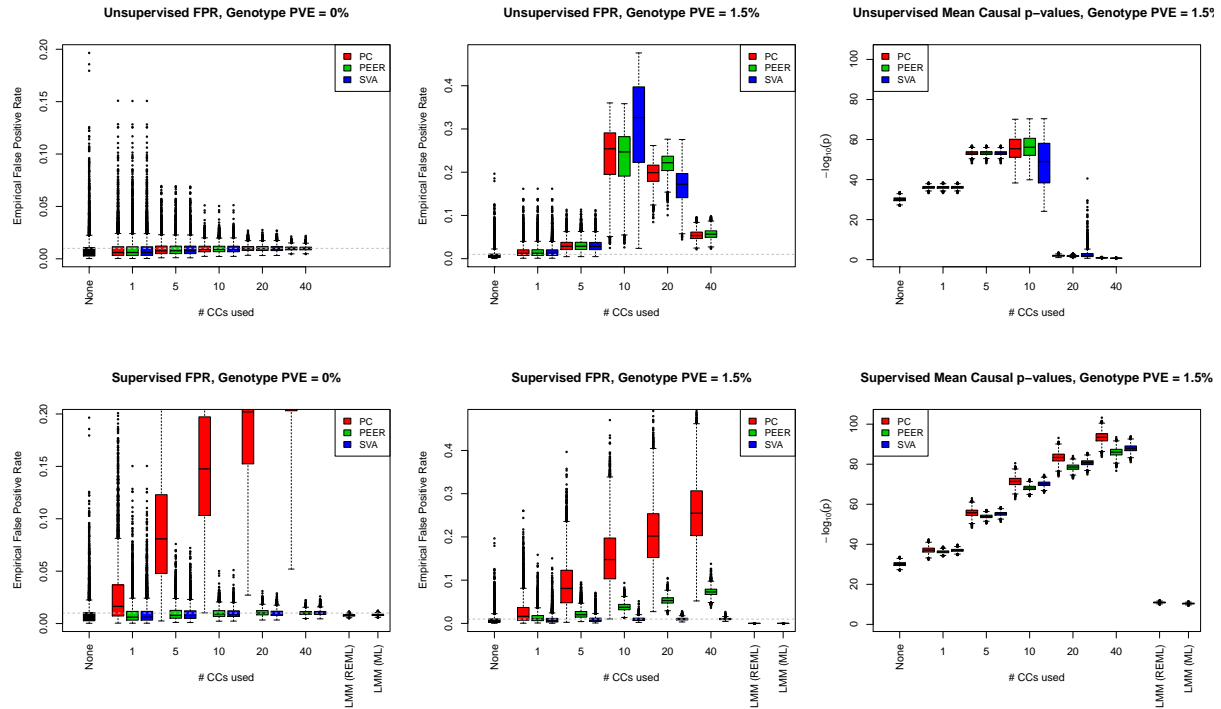 Unsupervised FPR, Genotype PVE = 0%
Empirical False Positive Rate
0.20
0.15
0.10
0.05
0.00
PC
PEER
SVA
None
1
5
10
20
40
# CCs used
Unsupervised FPR, Genotype PVE = 1.5%
Empirical False Positive Rate
0.4
0.3
0.2
0.1
0.0
PC
PEER
SVA
None
1
5
10
20
40
# CCs used
Unsupervised Mean Causal p−values, Genotype PVE = 1.5%
−log10(p)
100
80
60
40
20
0
PC
PEER
SVA
None
1
5
10
20
40
# CCs used
Supervised FPR, Genotype PVE = 0%
Empirical False Positive Rate
0.20
0.15
0.10
0.05
0.00
PC
PEER
SVA
None
1
5
10
20
40
LMM (REML)
LMM (ML)
# CCs used
Supervised FPR, Genotype PVE = 1.5%
Empirical False Positive Rate
0.4
0.3
0.2
0.1
0.0
PC
PEER
SVA
None
1
5
10
20
40
LMM (REML)
LMM (ML)
# CCs used
Supervised Mean Causal p−values, Genotype PVE = 1.5%
−log10(p)
100
80
60
40
20
0
PC
PEER
SVA
None
1
5
10
20
40
LMM (REML)
LMM (ML)
# CCs used